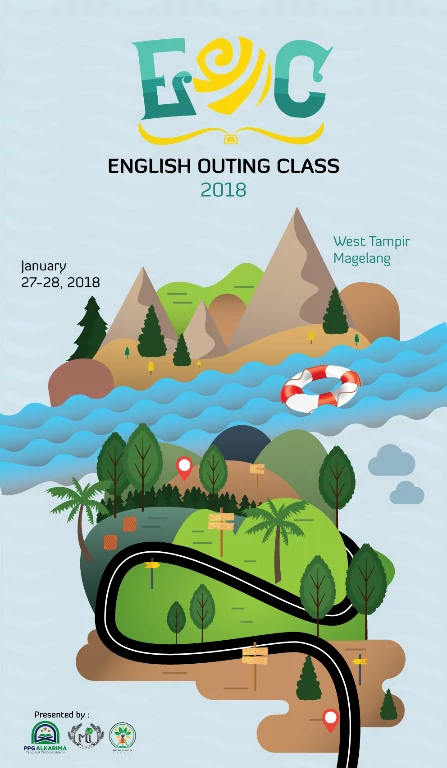 EOC
ENGLISH OUTING CLASS
2018
West Tampir
Magelang
January
27-28, 2018
Presented by :
PPG ALKARIMA